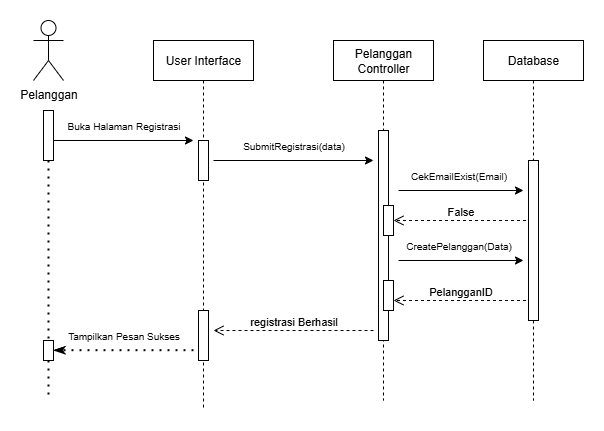 Pelanggan
User Interface
Pelanggan
Controller
Database
Buka Halaman Registrasi
SubmitRegistrasi(data)
CekEmailExist(Email)
False
CreatePelanggan(Data)
PelangganID
registrasi Berhasil
Tampilkan Pesan Sukses